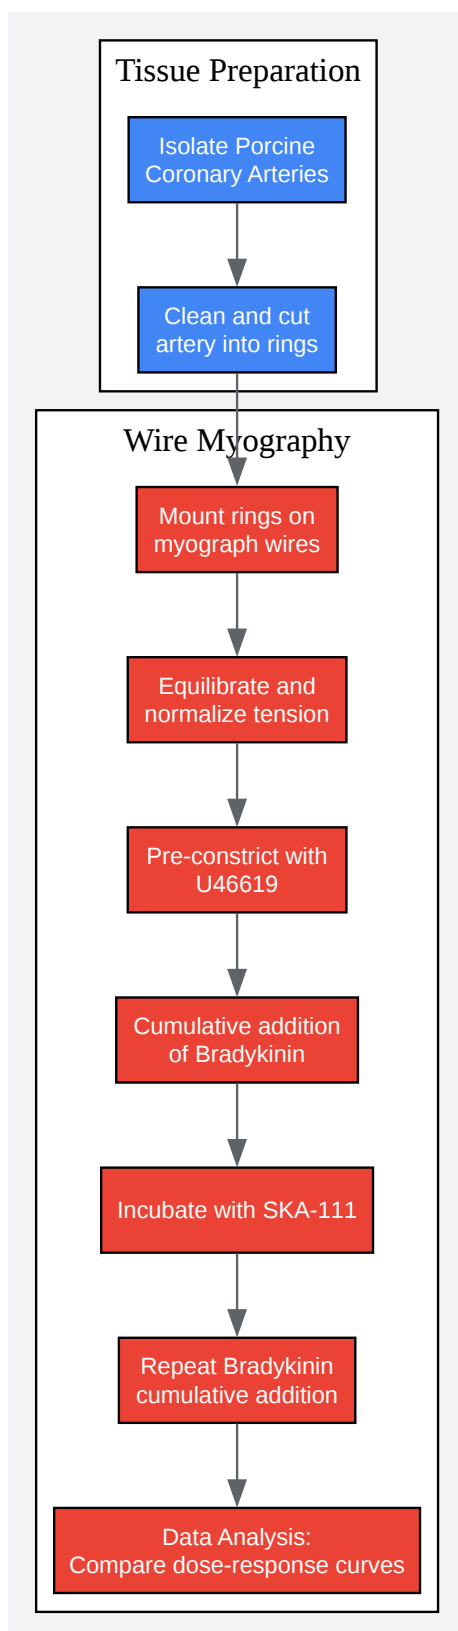 Tissue Preparation
Isolate Porcine
Coronary Arteries
Clean and cut
artery into rings
Wire Myography
Mount rings on
myograph wires
Equilibrate and
normalize tension
Pre-constrict with
U46619
Cumulative addition
of Bradykinin
Incubate with SKA-111
Repeat Bradykinin
cumulative addition
Data Analysis:
Compare dose-response curves